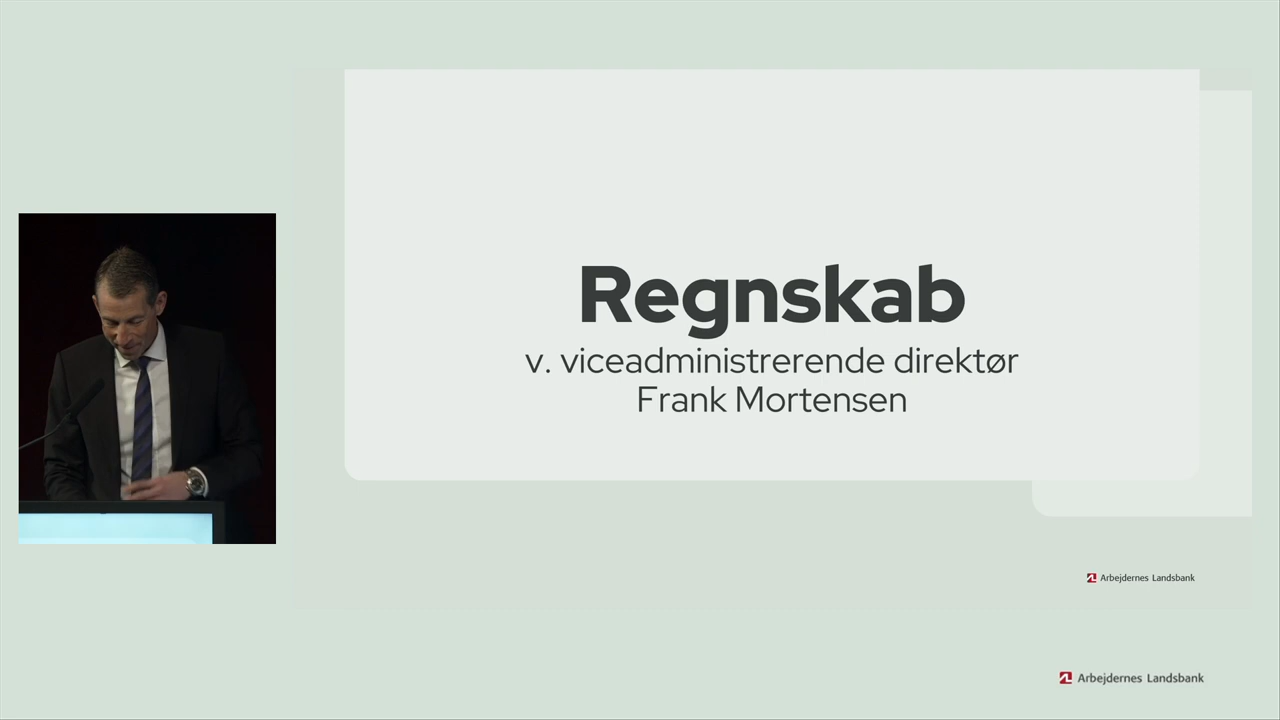 Regnskab
v. viceadministrerende direktør
Frank Mortensen
Arbejdernes Landsbank
Arbejdernes Landsbank